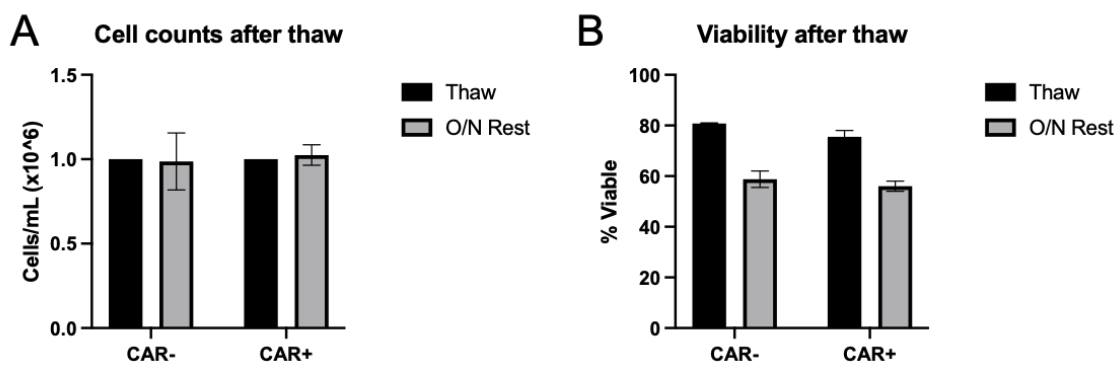 A
Cell counts after thaw
Cells/mL (x10^6)
1.5
1.0
0.5
0.0
CAR-
CAR+
Thaw
O/N Rest
B
Viability after thaw
% Viable
100
80
60
40
20
0
CAR-
CAR+
Thaw
O/N Rest